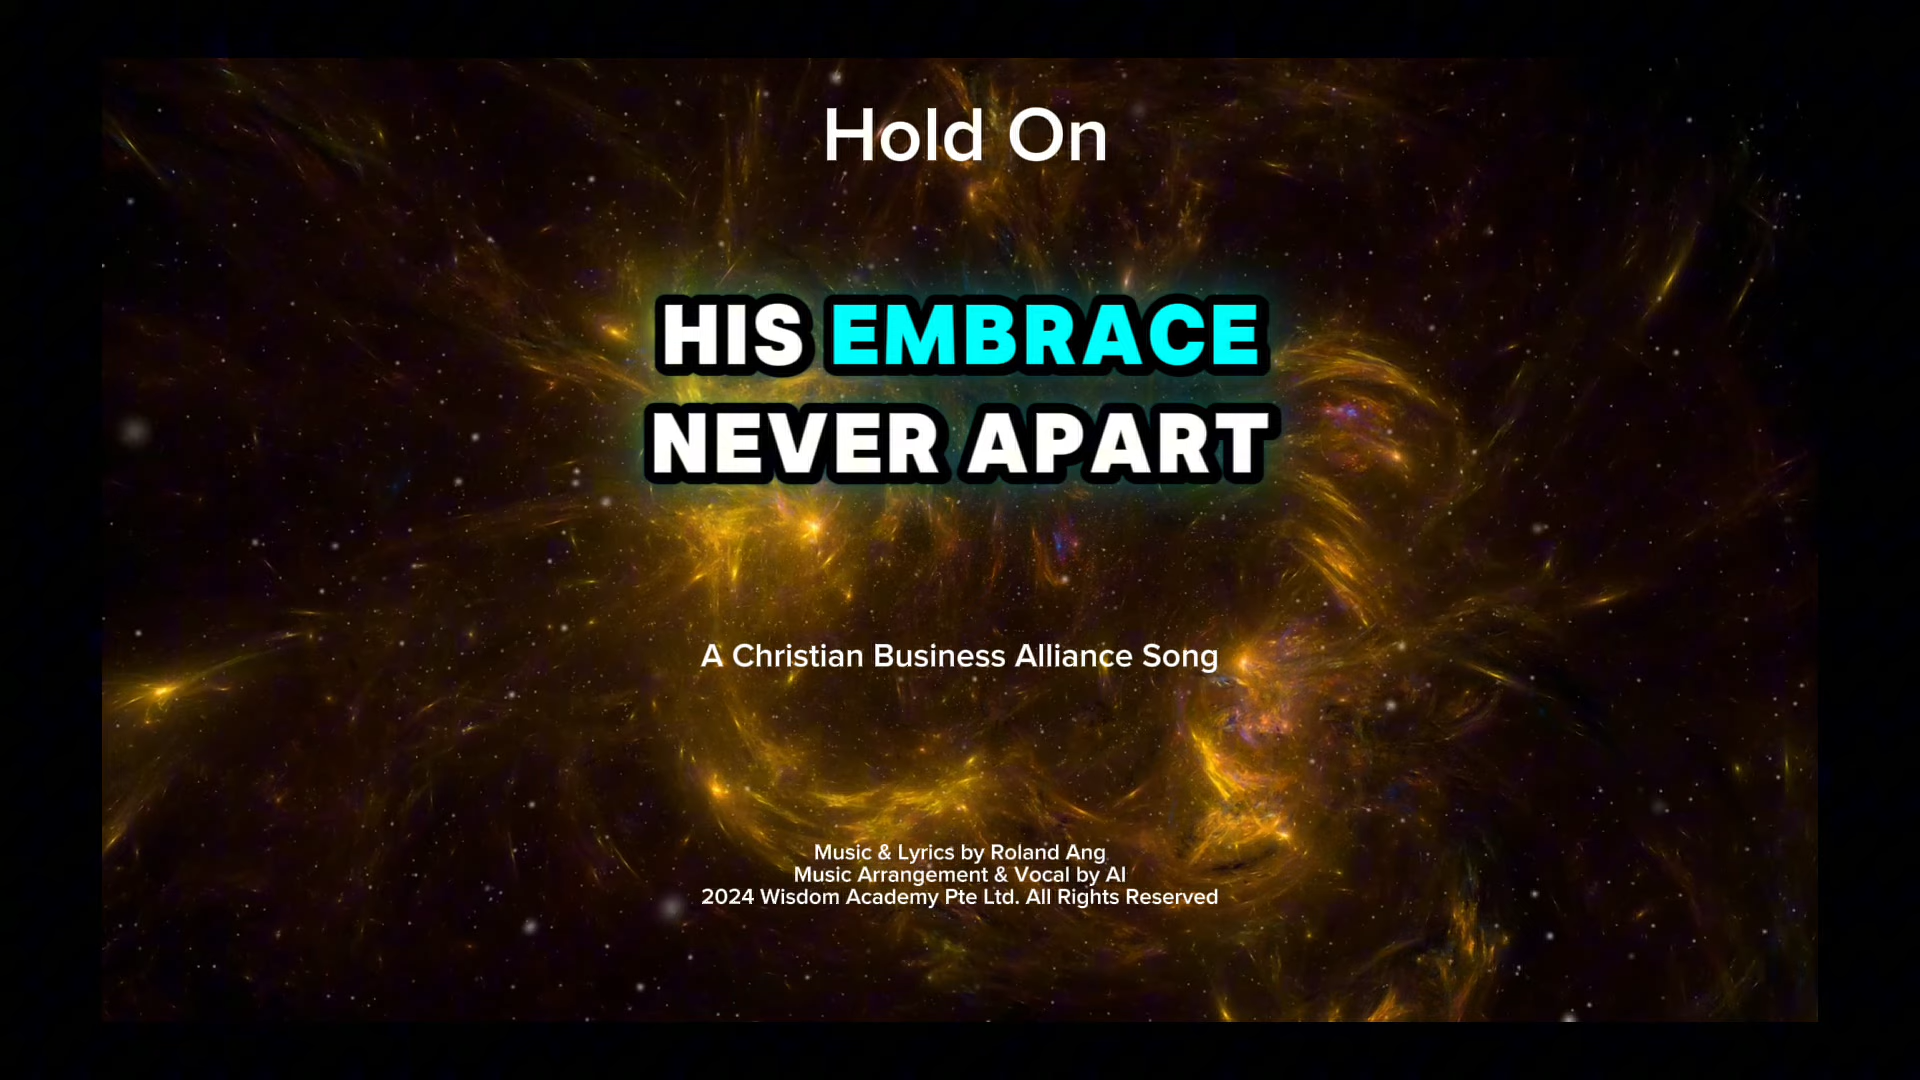 Hold On
HIS EMBRACE
NEVER APART
A Christian Business Alliance Song
Music & Lyrics by Roland Ang
Music Arrangement & Vocal by AI
2024 Wisdom Academy Pte Ltd. All Rights Reserved